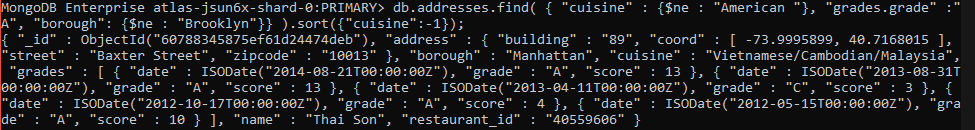 MongoDB Enterprise atlas-jsun6x-shard-0:PRIMARY> db.addresses.find( { "cuisine" : {$ne : "American "}, "grades.grade" :"
A", "borough": {$ne : "Brooklyn"}} ).sort({"cuisine":-1});
{ "_id" : ObjectId("60788345875ef61d24474deb"), "address" : { "building" : "89", "coord" : [ -73.9995899, 40.7168015 ],
"street" : "Baxter Street", "zipcode" : "10013" }, "borough" : "Manhattan", "cuisine" : "Vietnamese/Cambodian/Malaysia",
 "grades" : [ { "date" : ISODate("2014-08-21T00:00:00Z"), "grade" : "A", "score" : 13 }, { "date" : ISODate("2013-08-31T
00:00:00Z"), "grade" : "A", "score" : 13 }, { "date" : ISODate("2013-04-11T00:00:00Z"), "grade" : "C", "score" : 3 }, {
"date" : ISODate("2012-10-17T00:00:00Z"), "grade" : "A", "score" : 4 }, { "date" : ISODate("2012-05-15T00:00:00Z"), "gra
de" : "A", "score" : 10 } ], "name" : "Thai Son", "restaurant_id" : "40559606" }